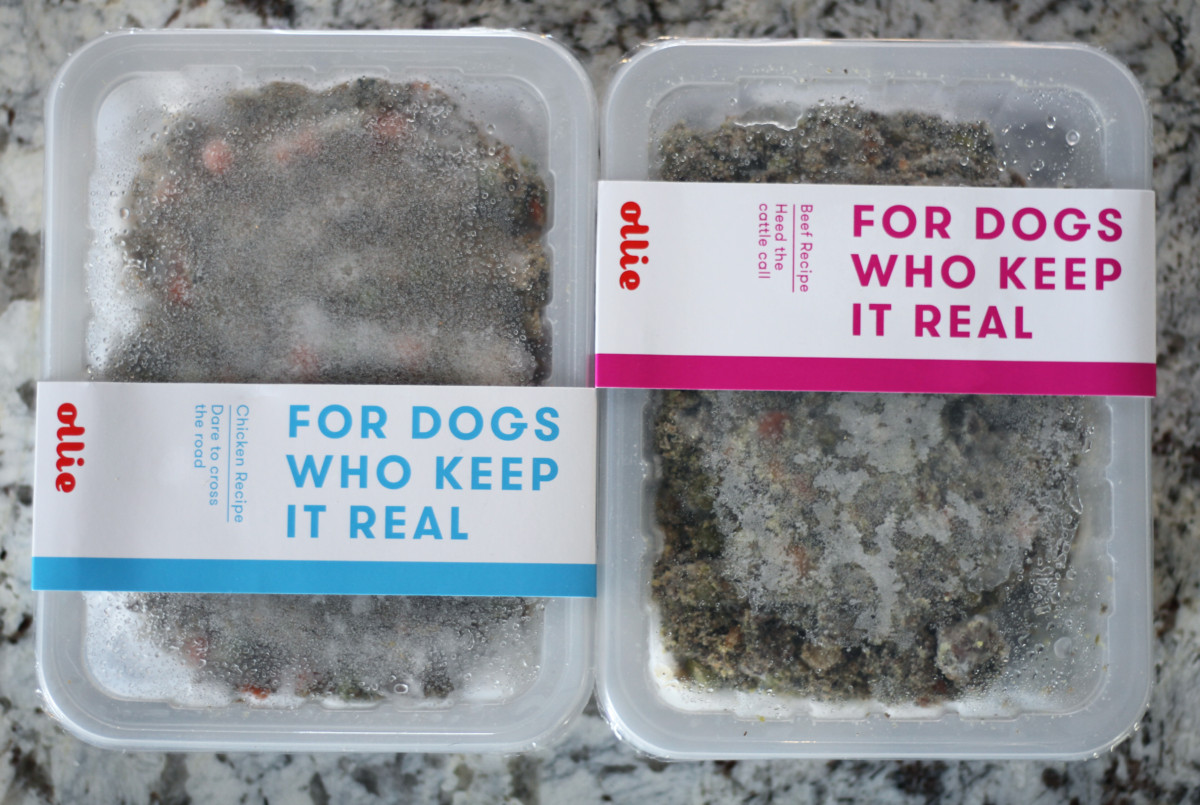 ollie
Chicken Recipe
Dare to cross
the road
FOR DOGS
WHO KEEP
IT REAL
ollie
Beef Recipe
Heed the
cattle call
FOR DOGS
WHO KEEP
IT REAL